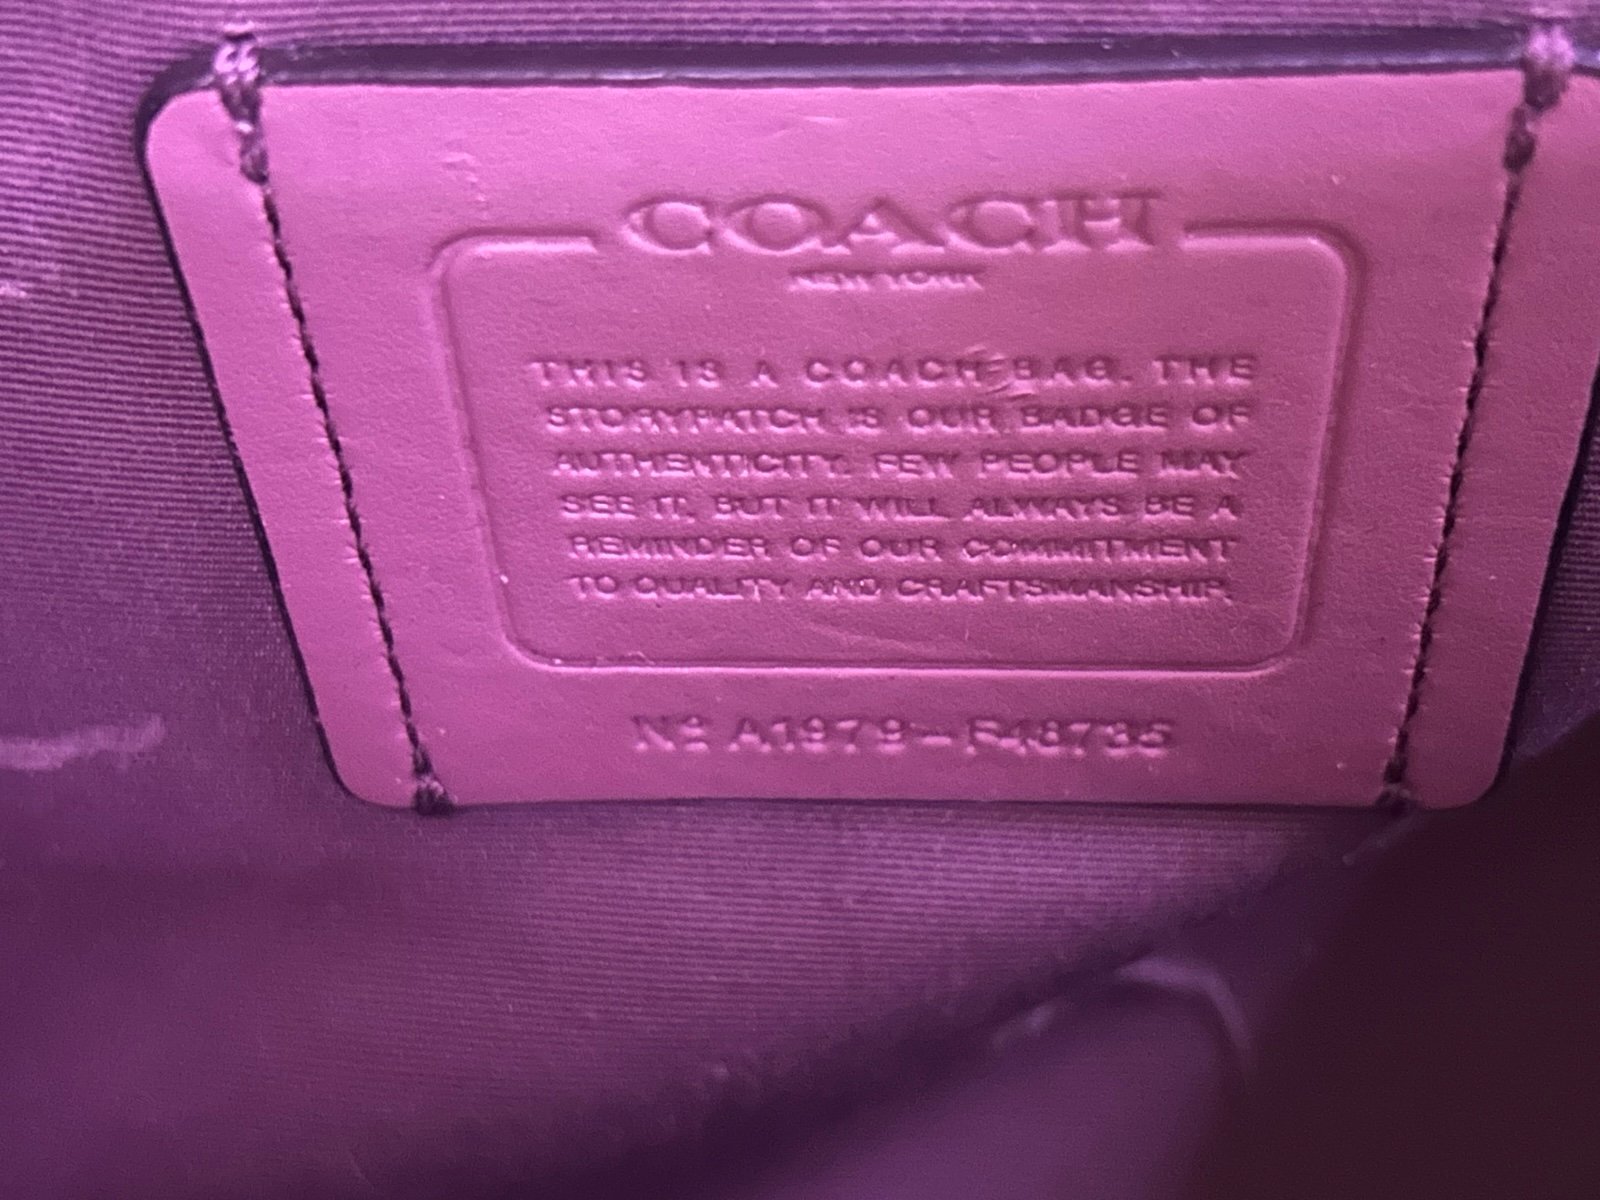 COACH
NEW YORK
THIS IS A COACH BAG. THE
STORYPATCH IS OUR BADGE OF
AUTHENTICITY. FEW PEOPLE MAY
SEE IT, BUT IT WILL ALWAYS BE A
REMINDER OF OUR COMMITMENT
TO QUALITY AND CRAFTSMANSHIP.
Nº A1979-F48735